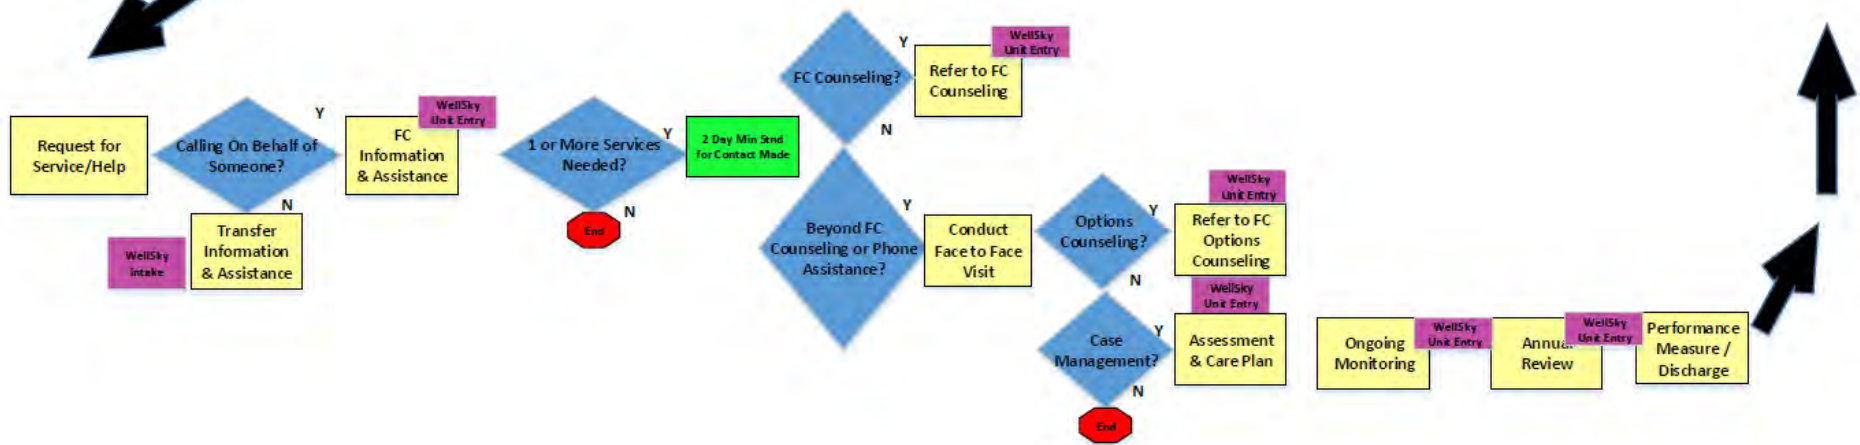 Request for
Service/Help
Calling On Behalf of
Someone?
Y
N
WellSky
Unit Entry
FC
Information
& Assistance
WellSky
Intake
Transfer
Information
& Assistance
1 or More Services
Needed?
Y
N
End
2 Day Min Stnd
for Contact Made
FC Counseling?
Y
N
WellSky
Unit Entry
Refer to FC
Counseling
Beyond FC
Counseling or Phone
Assistance?
Y
Conduct
Face to Face
Visit
Options
Counseling?
Y
N
WellSky
Unit Entry
Refer to FC
Options
Counseling
Case
Management?
Y
N
End
WellSky
Unit Entry
Assessment
& Care Plan
Ongoing
Monitoring
WellSky
Unit Entry
Annual
Review
WellSky
Unit Entry
Performance
Measure /
Discharge